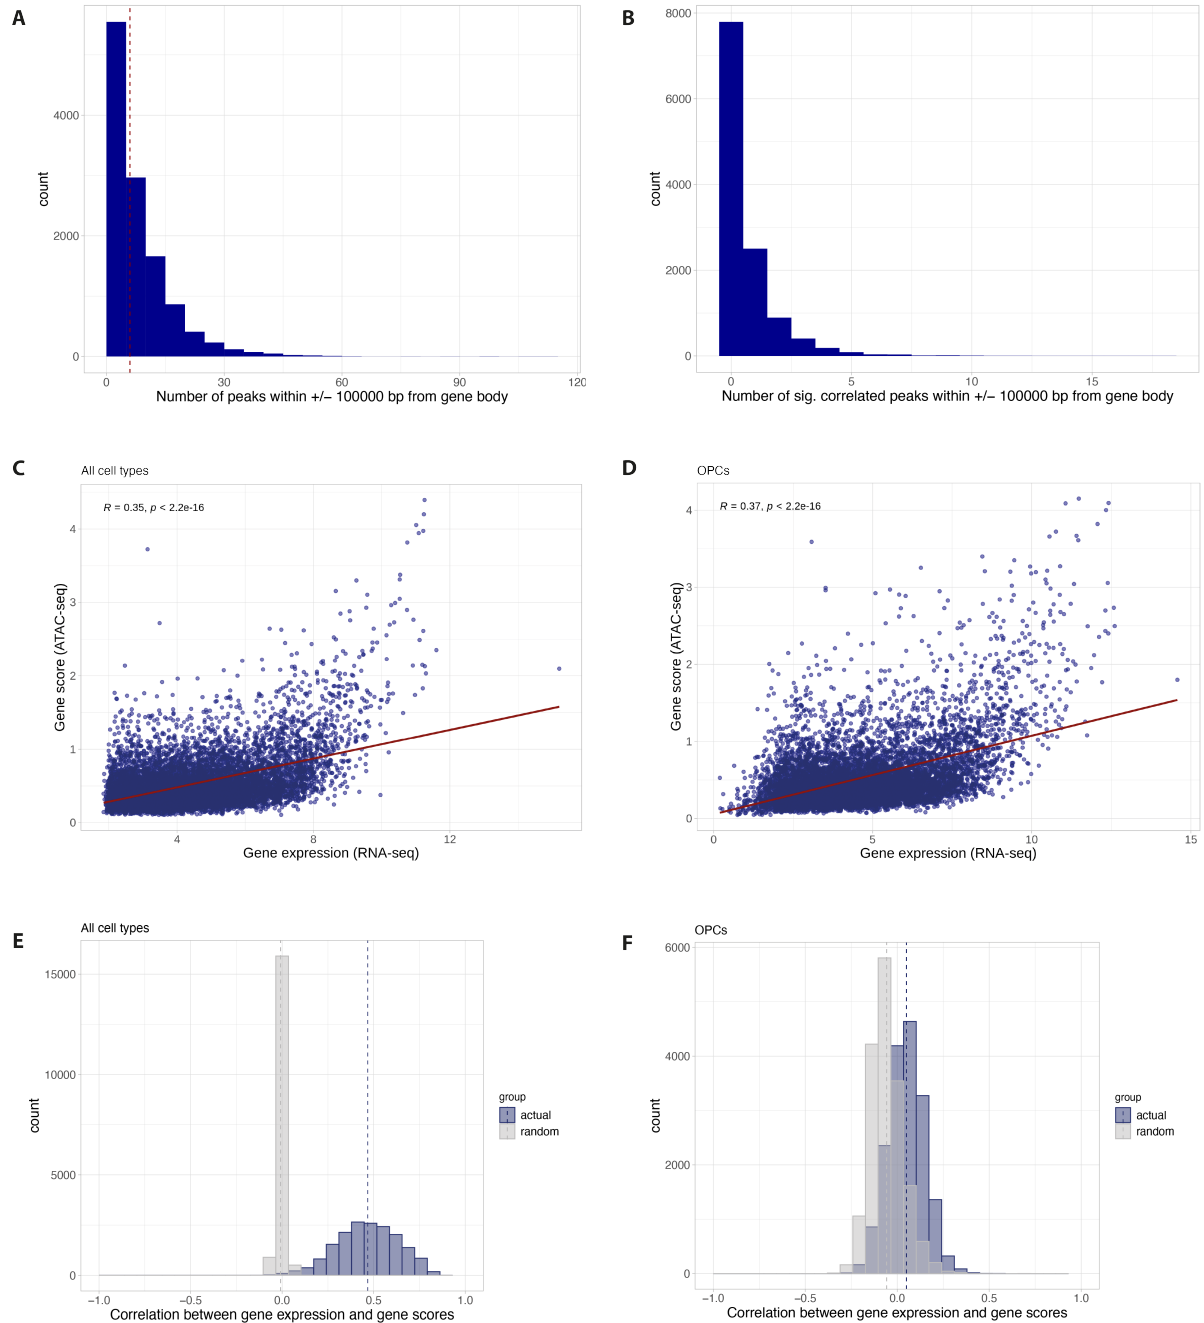 A
count
4000
2000
0
0 30 60 90 120
Number of peaks within +/− 100000 bp from gene body
B
count
8000
6000
4000
2000
0
0 5 10 15
Number of sig. correlated peaks within +/− 100000 bp from gene body
C
All cell types
R = 0.35, p < 2.2e-16
Gene score (ATAC-seq)
4
3
2
1
0
4 8 12
Gene expression (RNA-seq)
D
OPCs
R = 0.37, p < 2.2e-16
Gene score (ATAC-seq)
4
3
2
1
0
0 5 10 15
Gene expression (RNA-seq)
E
All cell types
count
15000
10000
5000
0
−1.0 −0.5 0.0 0.5 1.0
Correlation between gene expression and gene scores
group
actual
random
F
OPCs
count
6000
4000
2000
0
−1.0 −0.5 0.0 0.5 1.0
Correlation between gene expression and gene scores
group
actual
random